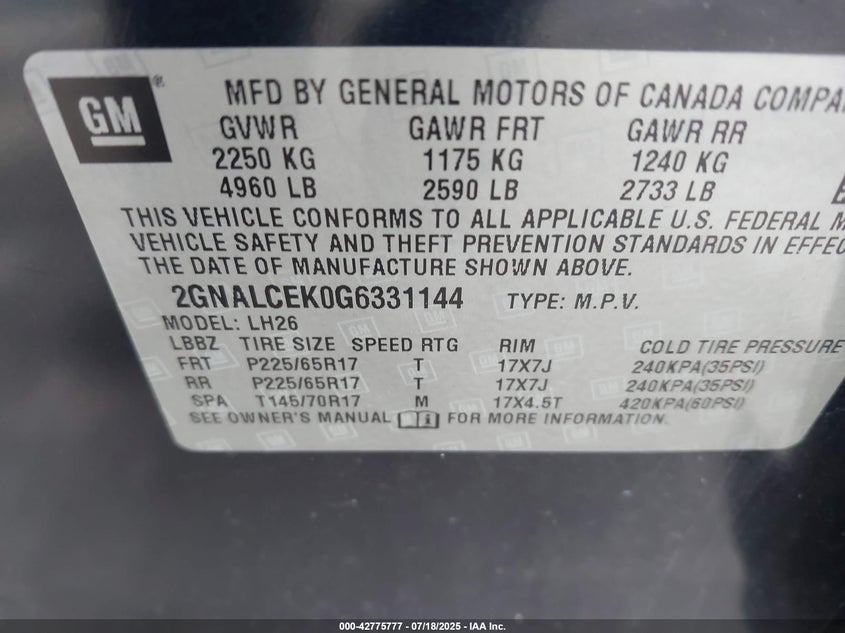 GM ®
MFD BY GENERAL MOTORS OF CANADA
GVWR GAWR FRT GAWR RR
2250 KG 1175 KG 1240 KG
4960 LB 2590 LB 2733 LB
THIS VEHICLE CONFORMS TO ALL APPLICABLE U.S. FEDERAL
VEHICLE SAFETY AND THEFT PREVENTION STANDARDS IN
THE DATE OF MANUFACTURE SHOWN ABOVE.
2GNALCEK0G6331144 TYPE: M.P.V.
MODEL: LH26
LBBZ TIRE SIZE SPEED RTG RIM COLD TIRE PRESSURE
FRT P225/65R17 T 17X7J 240KPA(35PSI)
RR P225/65R17 T 17X7J 240KPA(35PSI)
SPA T145/70R17 M 17X4.5T 420KPA(60PSI)
SEE OWNER'S MANUAL FOR MORE INFORMATION.
000-42775777 - 07/18/2025 - IAA Inc.